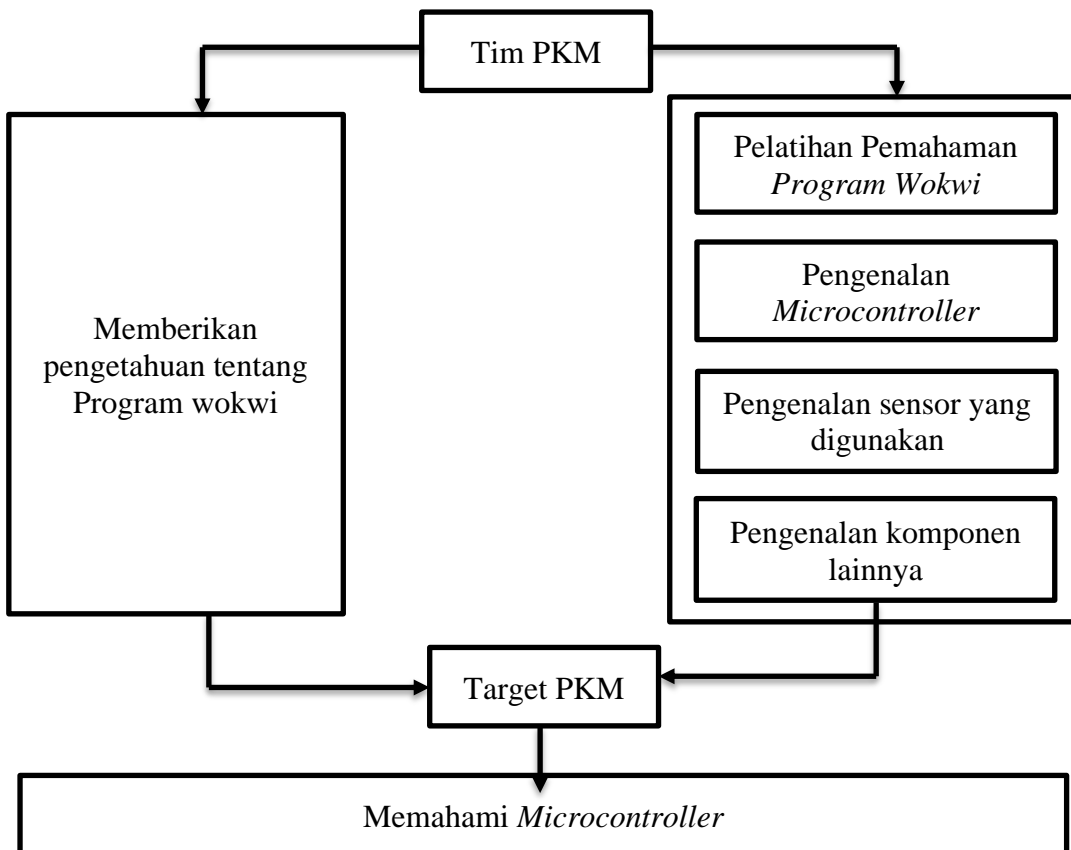 Tim PKM
Memberikan
pengetahuan tentang
Program wokwi
Pelatihan Pemahaman
Program Wokwi
Pengenalan
Microcontroller
Pengenalan sensor yang
digunakan
Pengenalan komponen
lainnya
Target PKM
Memahami Microcontroller